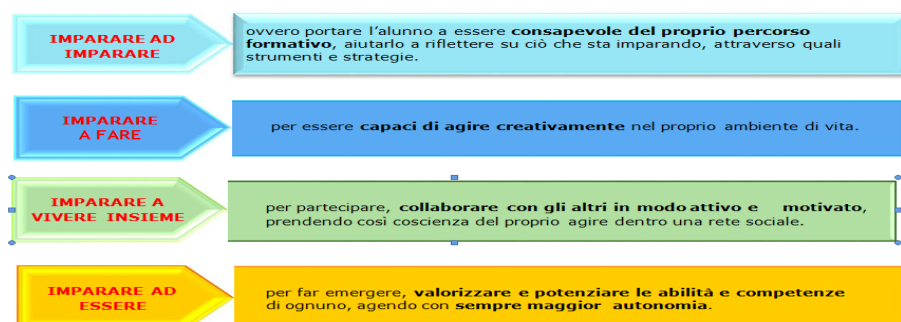 IMPARARE AD
IMPARARE
ovvero portare l'alunno a essere consapevole del proprio percorso
formativo, aiutarlo a riflettere su ciò che sta imparando, attraverso quali
strumenti e strategie.
IMPARARE
A FARE
per essere capaci di agire creativamente nel proprio ambiente di vita.
IMPARARE A
VIVERE INSIEME
per partecipare, collaborare con gli altri in modo attivo e motivato,
prendendo così coscienza del proprio agire dentro una rete sociale.
IMPARARE AD
ESSERE
per far emergere, valorizzare e potenziare le abilità e competenze
di ognuno, agendo con sempre maggior autonomia.